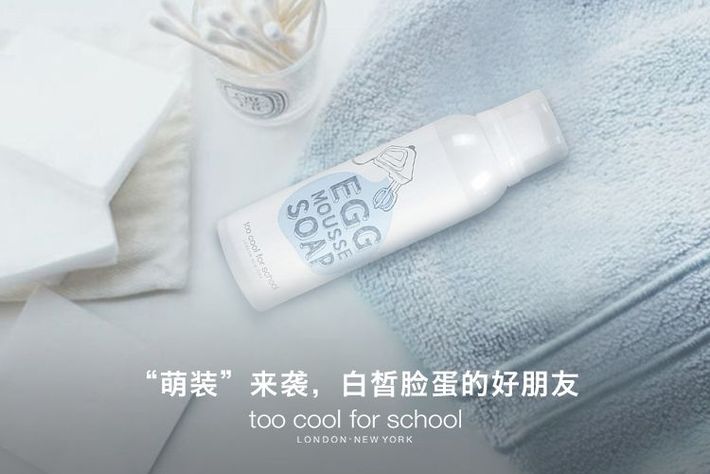 EGG
MOUSSE
SOAP
too cool for school
“萌装”来袭，白皙脸蛋的好朋友
too cool for school
LONDON·NEW YORK